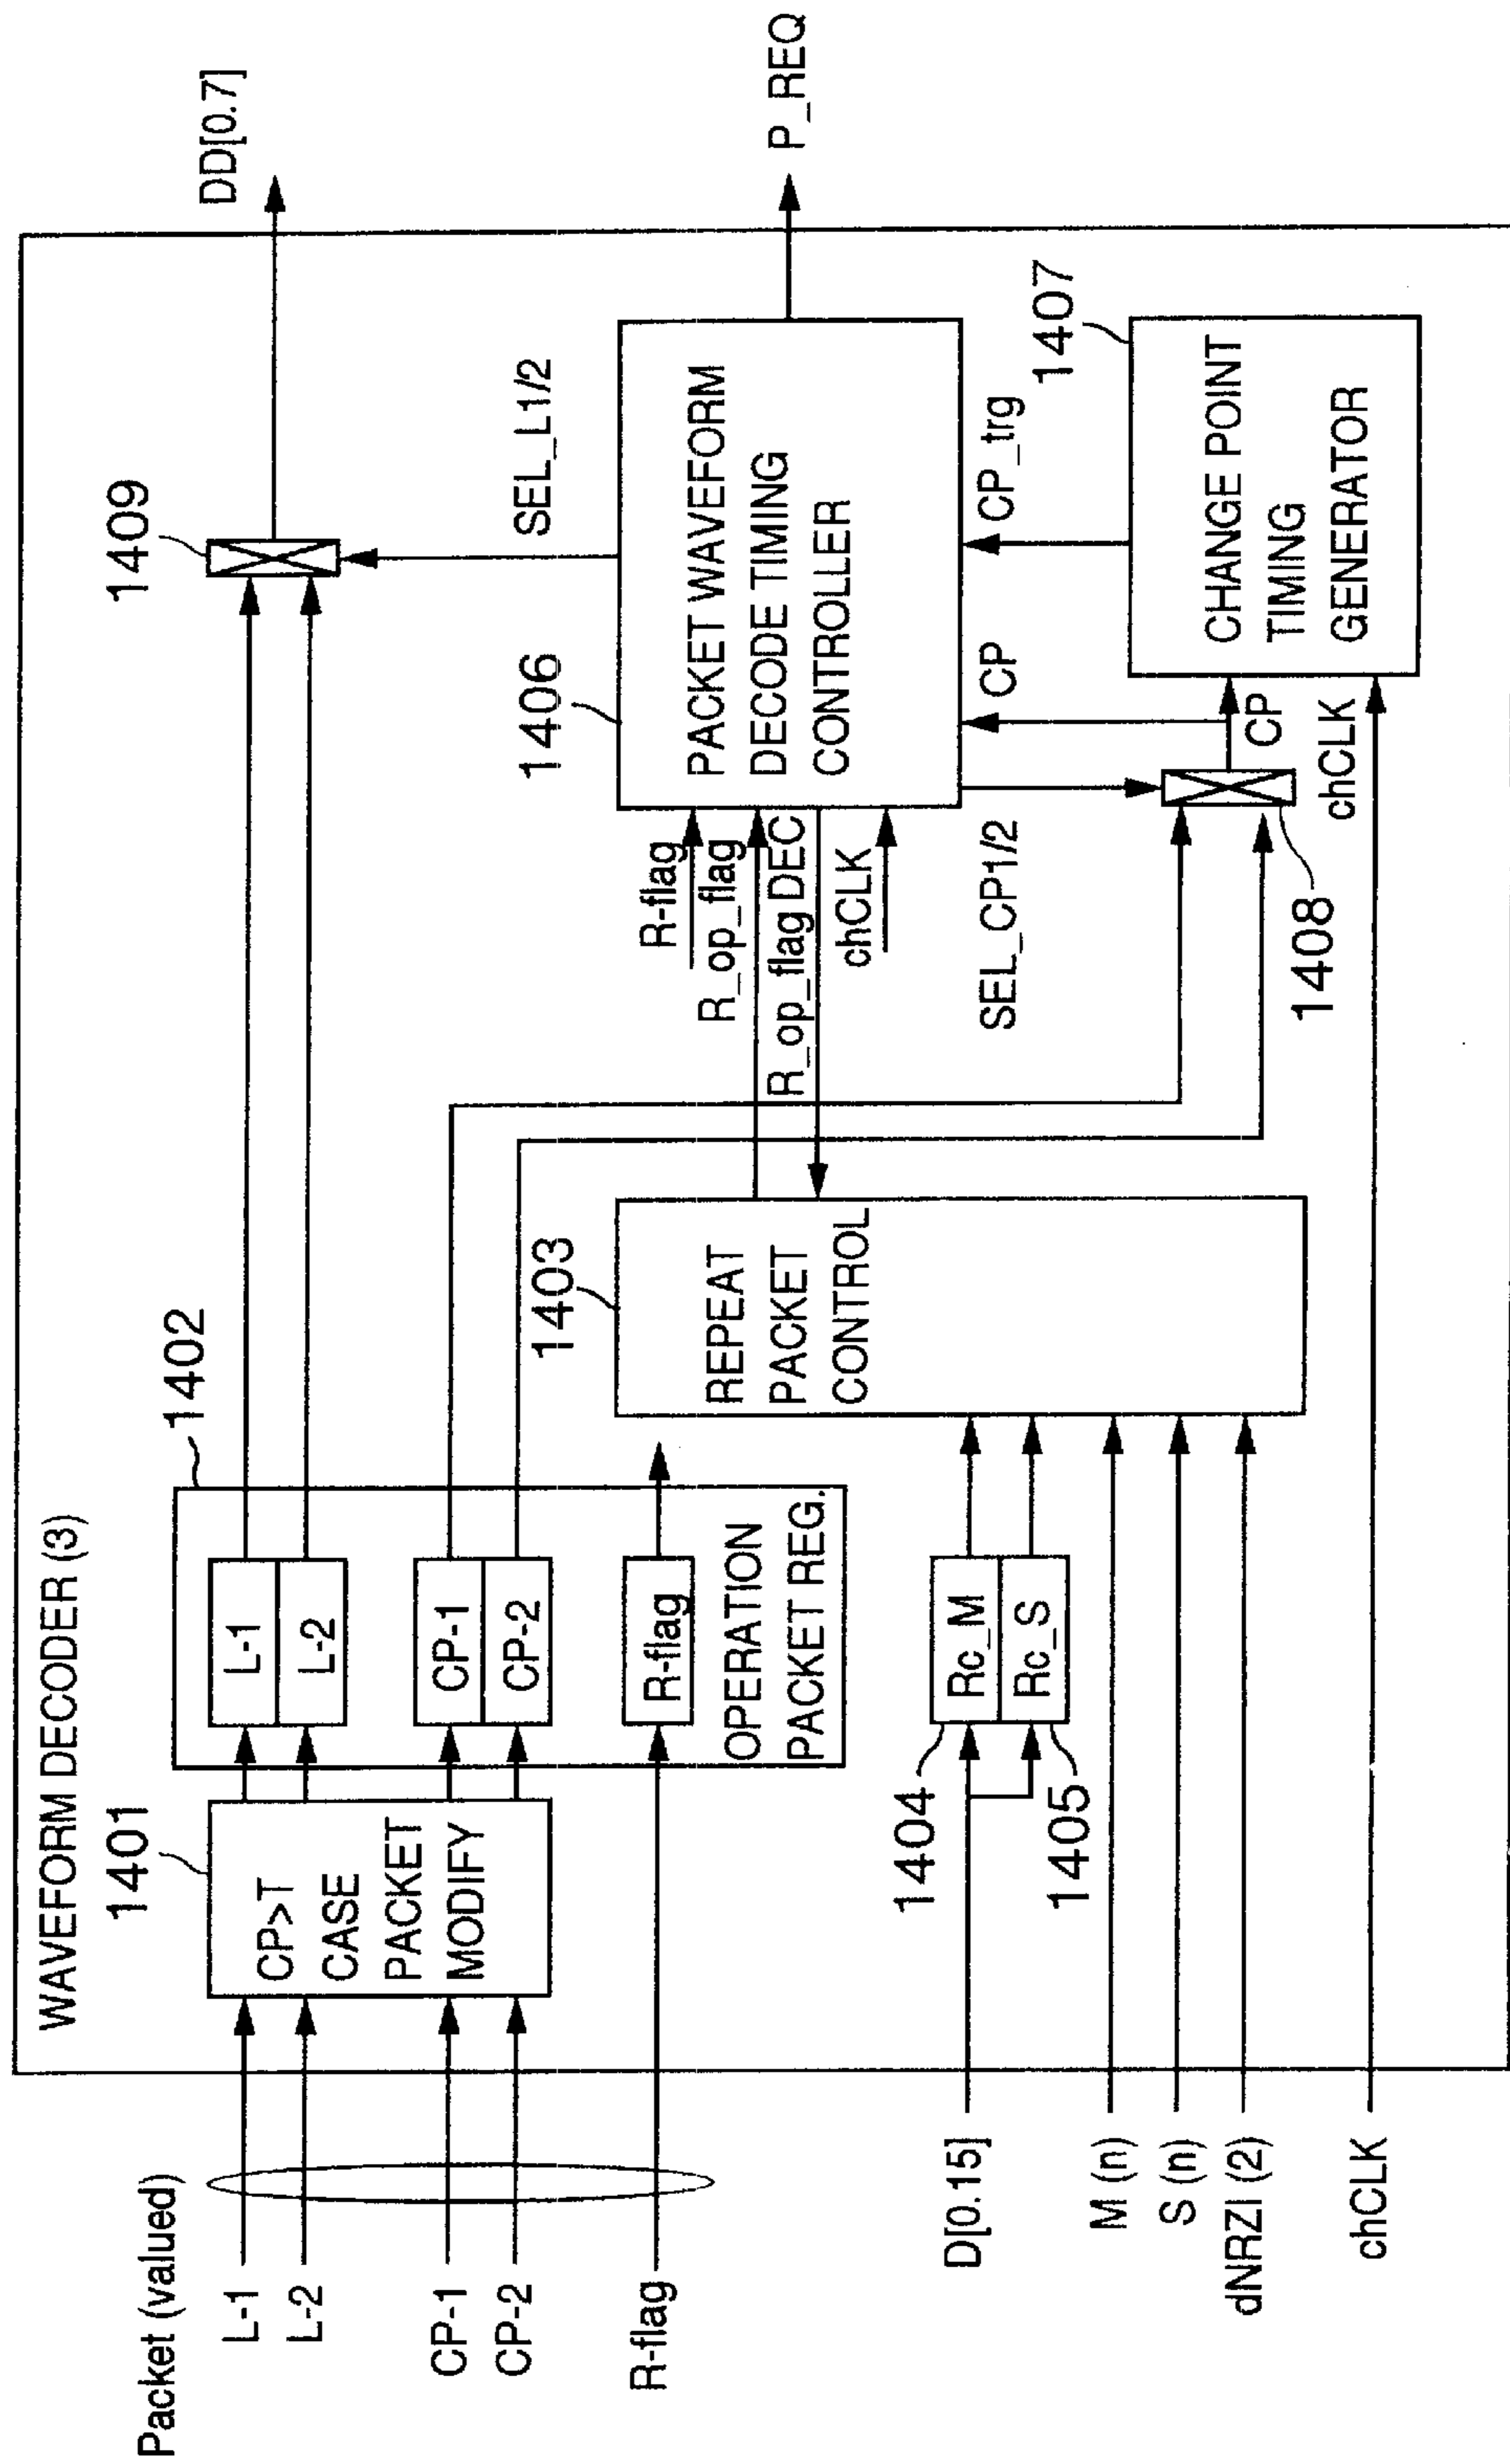 WAVEFORM DECODER (3)
Packet (valued)
L-1
L-2
CP-1
CP-2
R-flag
D[0.15]
M (n)
S (n)
dNRZI (2)
chCLK
1401
CP>T
CASE
PACKET
MODIFY
1402
L-1
L-2
CP-1
CP-2
R-flag
OPERATION
PACKET REG.
1404
Rc_M
Rc_S
1405
1403
REPEAT
PACKET
CONTROL
R-flag
R_op_flag
R_op_flag DEC
chCLK
1406
PACKET WAVEFORM
DECODE TIMING
CONTROLLER
SEL_CP1/2
1408
CP
CP
chCLK
CP_trg
1407
CHANGE POINT
TIMING
GENERATOR
1409
SEL_L1/2
DD[0.7]
P_REQ